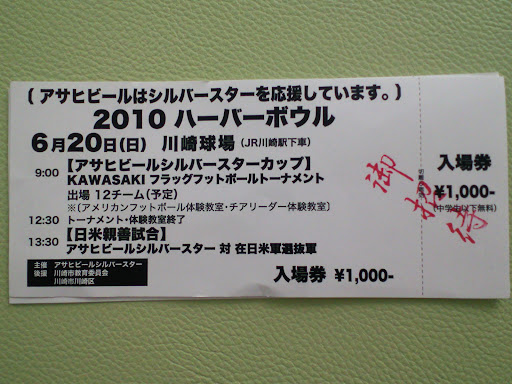 ( アサヒビールはシルバースターを応援しています。)
2010 ハーバーボウル
6月20日(日) 川崎球場 (JR川崎駅下車)
9:00 【アサヒビールシルバースターカップ】
KAWASAKI フラッグフットボールトーナメント
出場 12チーム(予定)
※〔アメリカンフットボール体験教室・チアリーダー体験教室〕
12:30 トーナメント・体験教室終了
13:30 【日米親善試合】
アサヒビールシルバースター 対 在日米軍選抜軍
主催 アサヒビールシルバースター
後援 川崎市教育委員会
川崎市川崎区
入場券 ¥1,000-
入場券
¥1,000-
(中学生以下無料)
御招待